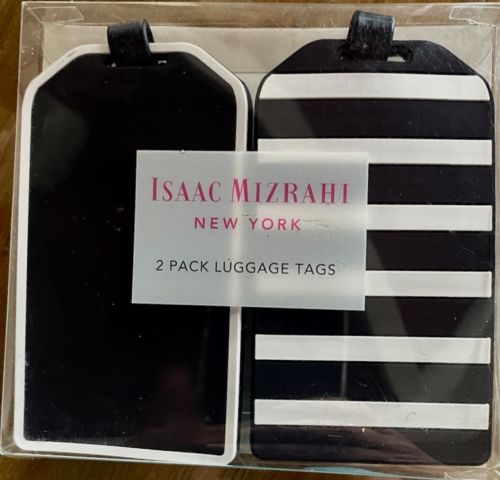 ISAAC MIZRAHI
NEW YORK
2 PACK LUGGAGE TAGS